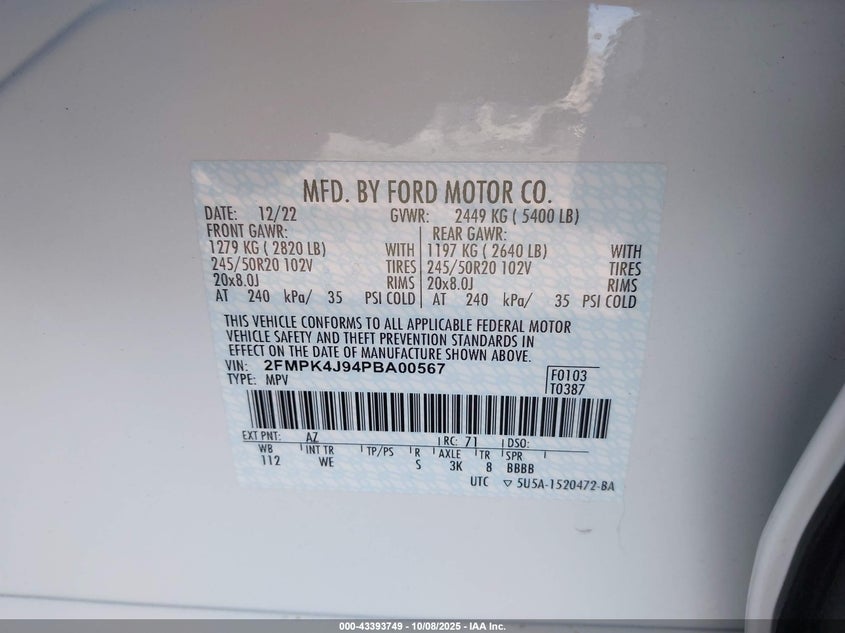 MFD. BY FORD MOTOR CO.
DATE: 12/22 GVWR: 2449 KG ( 5400 LB)
FRONT GAWR: REAR GAWR:
1279 KG ( 2820 LB) WITH 1197 KG ( 2640 LB) WITH
245/50R20 102V TIRES 245/50R20 102V TIRES
20x8.0J RIMS 20x8.0J RIMS
AT 240 kPa/ 35 PSI COLD AT 240 kPa/ 35 PSI COLD
THIS VEHICLE CONFORMS TO ALL APPLICABLE FEDERAL MOTOR
VEHICLE SAFETY AND THEFT PREVENTION STANDARDS IN
EFFECT ON THE DATE OF MANUFACTURE SHOWN ABOVE.
VIN: 2FMPK4J94PBA00567 F0103
TYPE: MPV T0387
EXT PNT: AZ RC: 71 DSO:
WB INT TR TP/PS R AXLE TR SPR
112 WE S 3K 8 BBBB
UTC ▽ 5U5A-1520472-BA
000-43393749 - 10/08/2025 - IAA Inc.